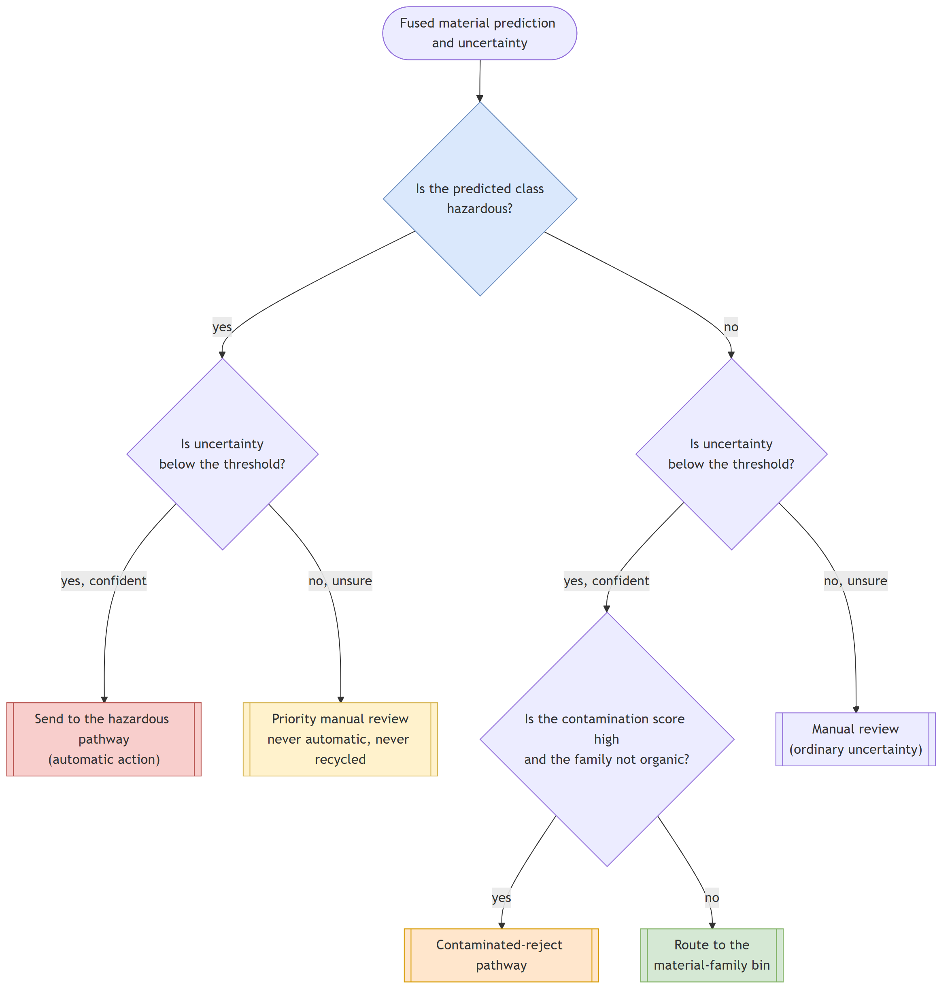 Fused material prediction
and uncertainty
Is the predicted class
hazardous?
yes
no
Is uncertainty
below the threshold?
Is uncertainty
below the threshold?
yes, confident
no, unsure
yes, confident
no, unsure
Send to the hazardous
pathway
(automatic action)
Priority manual review
never automatic, never
recycled
Is the contamination score
high
and the family not organic?
Manual review
(ordinary uncertainty)
yes
no
Contaminated-reject
pathway
Route to the
material-family bin